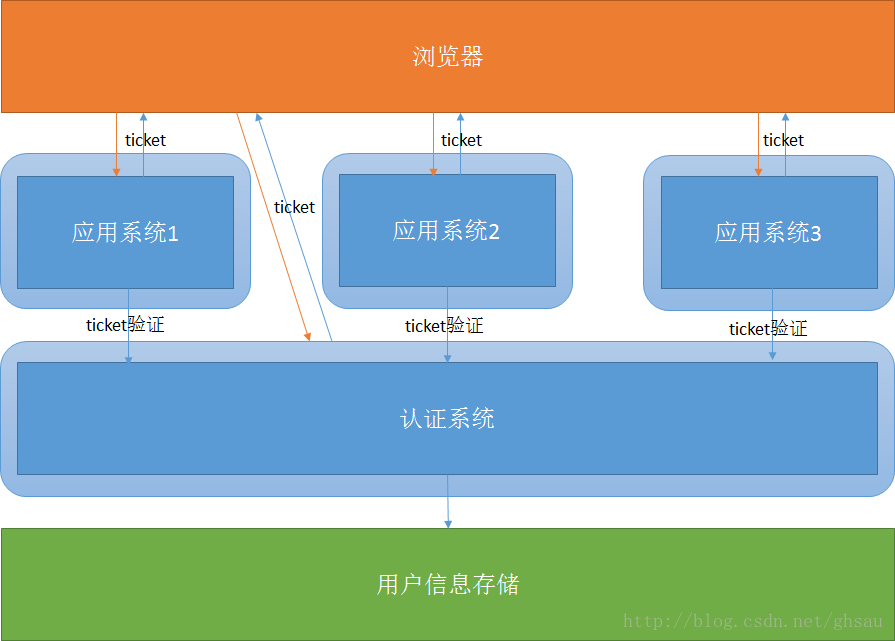 浏览器
ticket
ticket
ticket
ticket
应用系统1
应用系统2
应用系统3
ticket验证
ticket验证
ticket验证
认证系统
用户信息存储
http://blog.csdn.net/ghsau